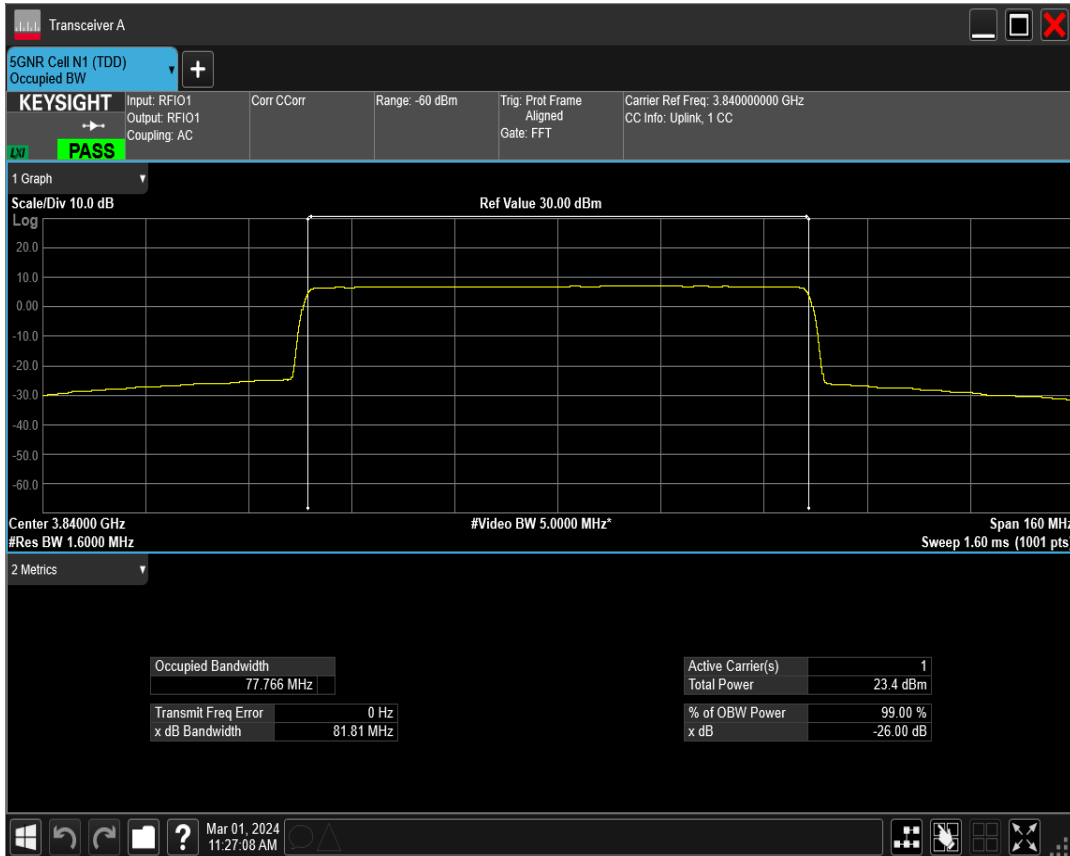 Transceiver A
5GNR Cell N1 (TDD)
Occupied BW
+
KEYSIGHT
LXI
PASS
Input: RFIO1
Output: RFIO1
Coupling: AC
Corr CCorr
Range: -60 dBm
Trig: Prot Frame
Aligned
Gate: FFT
Carrier Ref Freq: 3.840000000 GHz
CC Info: Uplink, 1 CC
1 Graph
Scale/Div 10.0 dB
Ref Value 30.00 dBm
Log
20.0
10.0
0.00
-10.0
-20.0
-30.0
-40.0
-50.0
-60.0
Center 3.84000 GHz
#Video BW 5.0000 MHz*
Span 160 MHz
#Res BW 1.6000 MHz
Sweep 1.60 ms (1001 pts)
2 Metrics
Occupied Bandwidth
77.766 MHz
Transmit Freq Error 0 Hz
x dB Bandwidth 81.81 MHz
Active Carrier(s) 1
Total Power 23.4 dBm
% of OBW Power 99.00 %
x dB -26.00 dB
?
Mar 01, 2024
11:27:08 AM